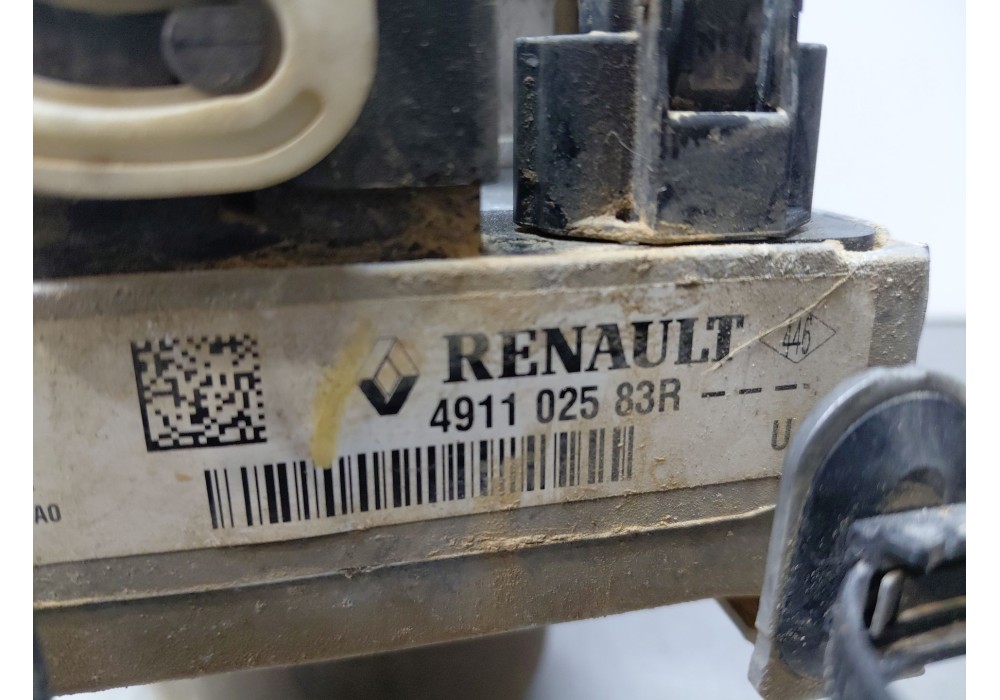 RENAULT 446
4911 025 83R ----
U
A0